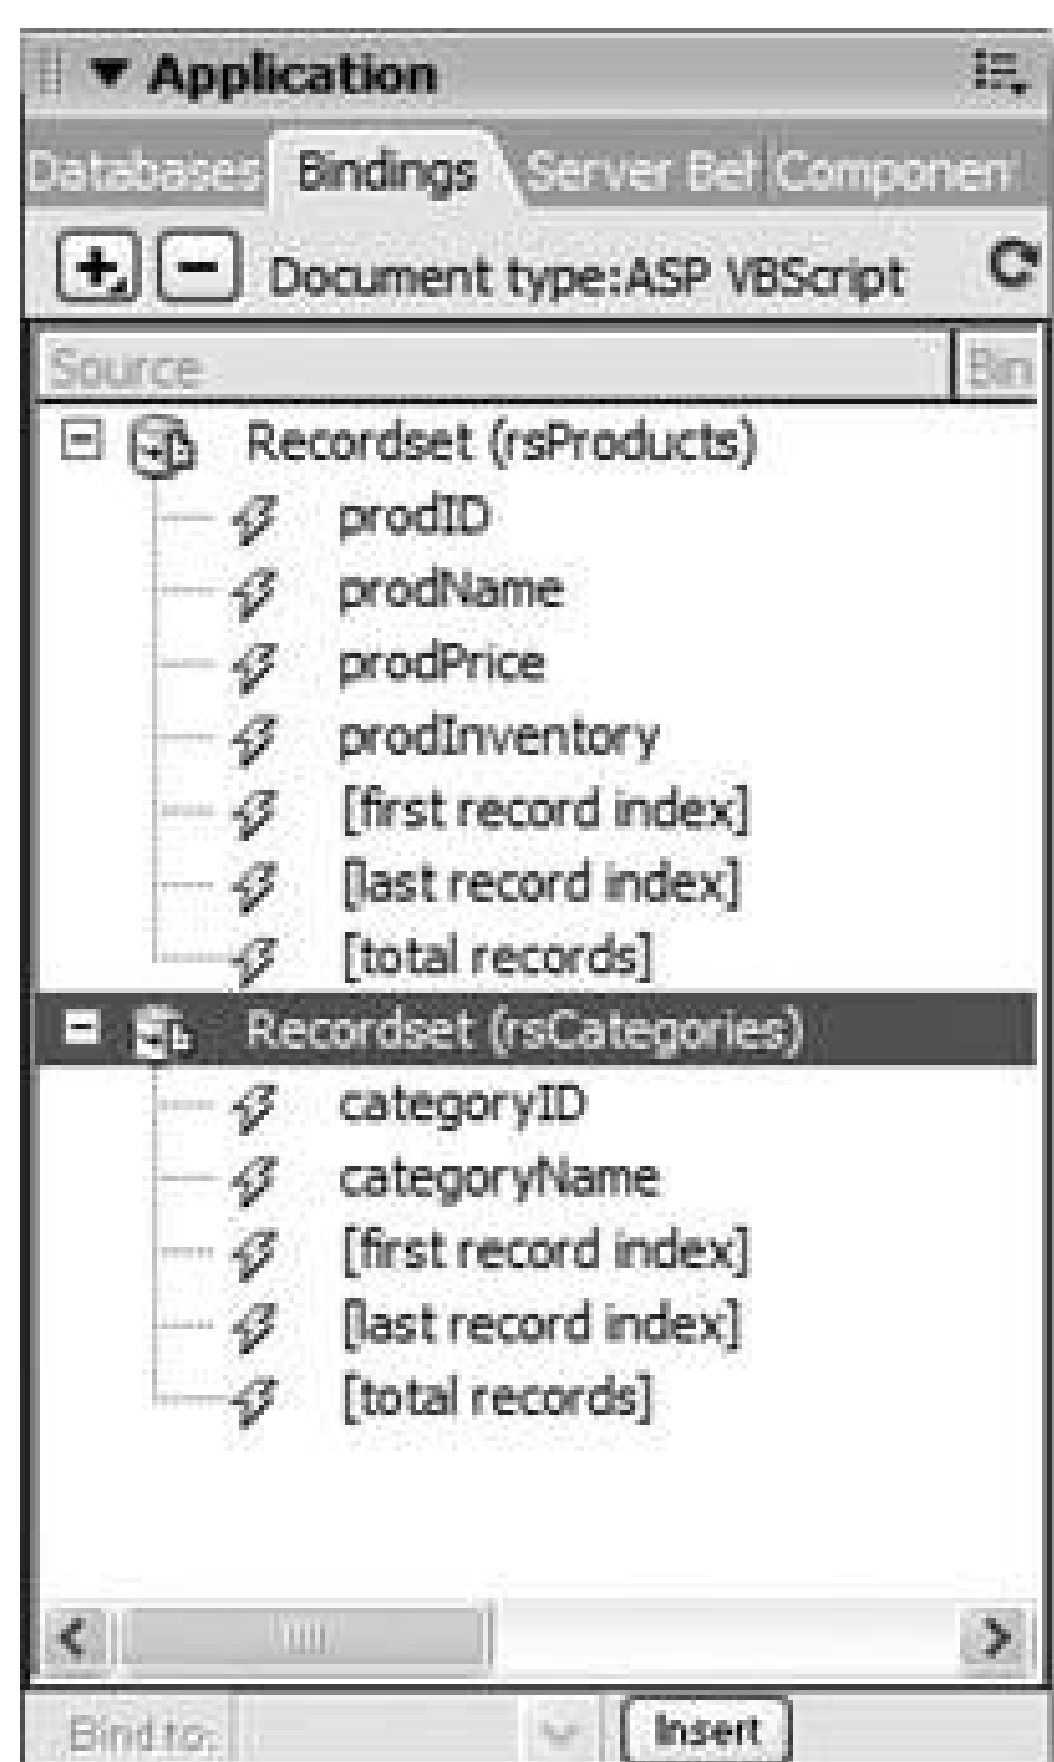 Application
Databases Bindings Server Beh Componen
Document type:ASP VBScript
Source Bin
Recordset (rsProducts)
prodID
prodName
prodPrice
prodInventory
[first record index]
[last record index]
[total records]
Recordset (rsCategories)
categoryID
categoryName
[first record index]
[last record index]
[total records]
Bind to: Insert